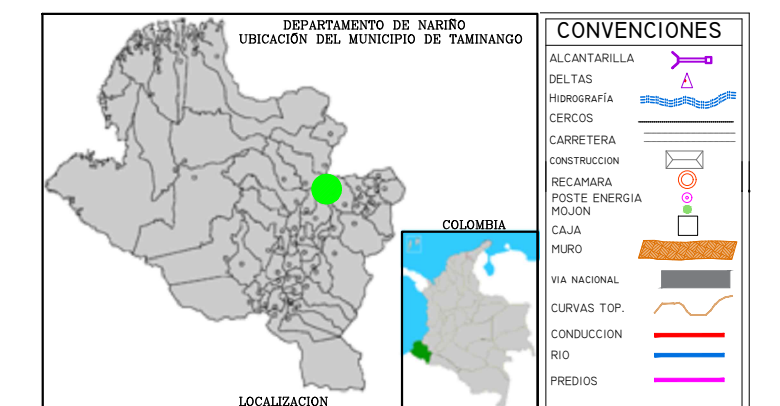 DEPARTAMENTO DE NARIÑO
UBICACIÓN DEL MUNICIPIO DE TAMINANGO
COLOMBIA
LOCALIZACION
CONVENCIONES
ALCANTARILLA
DELTAS
HIDROGRAFÍA
CERCOS
CARRETERA
CONSTRUCCION
RECAMARA
POSTE ENERGIA
MOJON
CAJA
MURO
VIA NACIONAL
CURVAS TOP.
CONDUCCION
RIO
PREDIOS